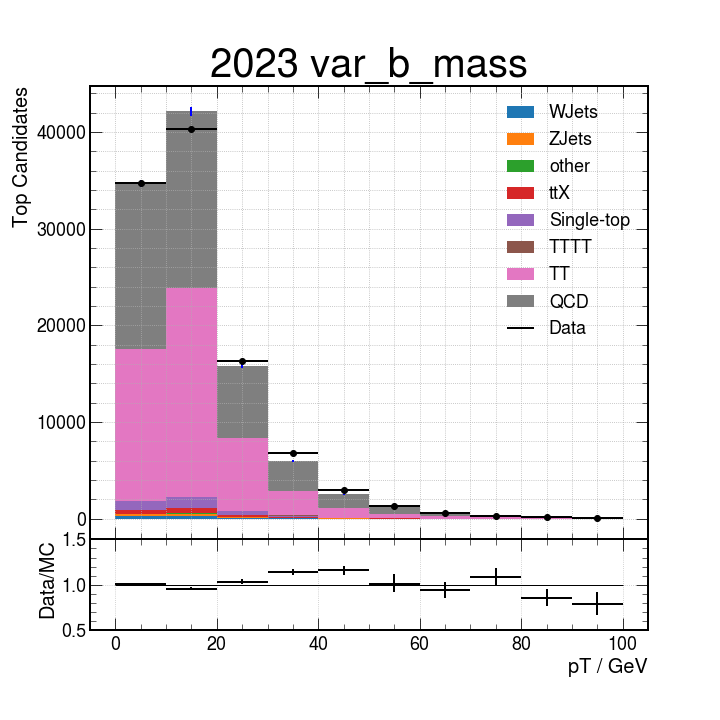 2023 var_b_mass
Top Candidates
40000
30000
20000
10000
0
WJets
ZJets
other
ttX
Single-top
TTTT
TT
QCD
Data
Data/MC
1.5
1.0
0.5
0 20 40 60 80 100
pT / GeV